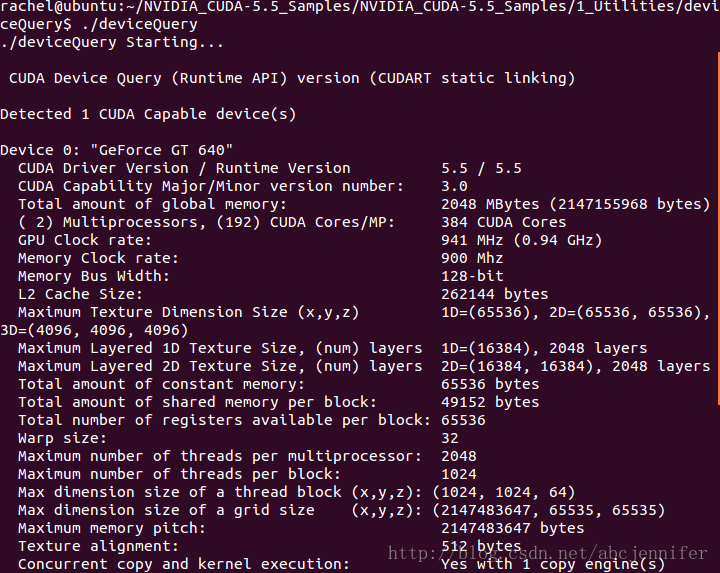 rachel@ubuntu:~/NVIDIA_CUDA-5.5_Samples/NVIDIA_CUDA-5.5_Samples/1_Utilities/devi
ceQuery$ ./deviceQuery
./deviceQuery Starting...
CUDA Device Query (Runtime API) version (CUDART static linking)
Detected 1 CUDA Capable device(s)
Device 0: "GeForce GT 640"
CUDA Driver Version / Runtime Version 5.5 / 5.5
CUDA Capability Major/Minor version number: 3.0
Total amount of global memory: 2048 MBytes (2147155968 bytes)
( 2) Multiprocessors, (192) CUDA Cores/MP: 384 CUDA Cores
GPU Clock rate: 941 MHz (0.94 GHz)
Memory Clock rate: 900 Mhz
Memory Bus Width: 128-bit
L2 Cache Size: 262144 bytes
Maximum Texture Dimension Size (x,y,z) 1D=(65536), 2D=(65536, 65536),
3D=(4096, 4096, 4096)
Maximum Layered 1D Texture Size, (num) layers 1D=(16384), 2048 layers
Maximum Layered 2D Texture Size, (num) layers 2D=(16384, 16384), 2048 layers
Total amount of constant memory: 65536 bytes
Total amount of shared memory per block: 49152 bytes
Total number of registers available per block: 65536
Warp size: 32
Maximum number of threads per multiprocessor: 2048
Maximum number of threads per block: 1024
Max dimension size of a thread block (x,y,z): (1024, 1024, 64)
Max dimension size of a grid size (x,y,z): (2147483647, 65535, 65535)
Maximum memory pitch: 2147483647 bytes
Texture alignment: 512 bytes
Concurrent copy and kernel execution: Yes with 1 copy engine(s)
http://blog.csdn.net/abcjennifer